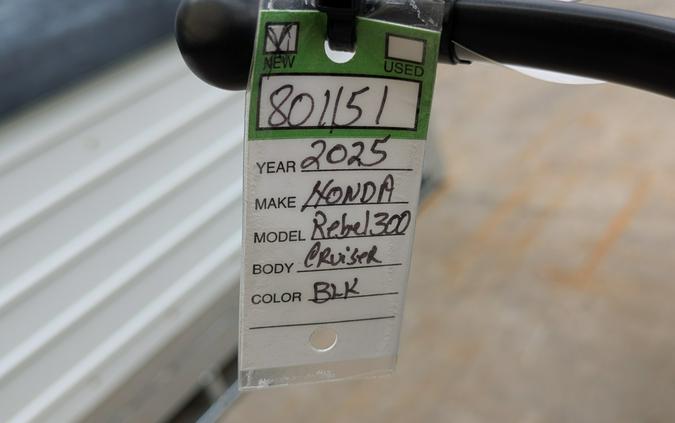 NEW USED
801151
YEAR 2025
MAKE HONDA
MODEL Rebel 300
BODY CRUISER
COLOR BLK